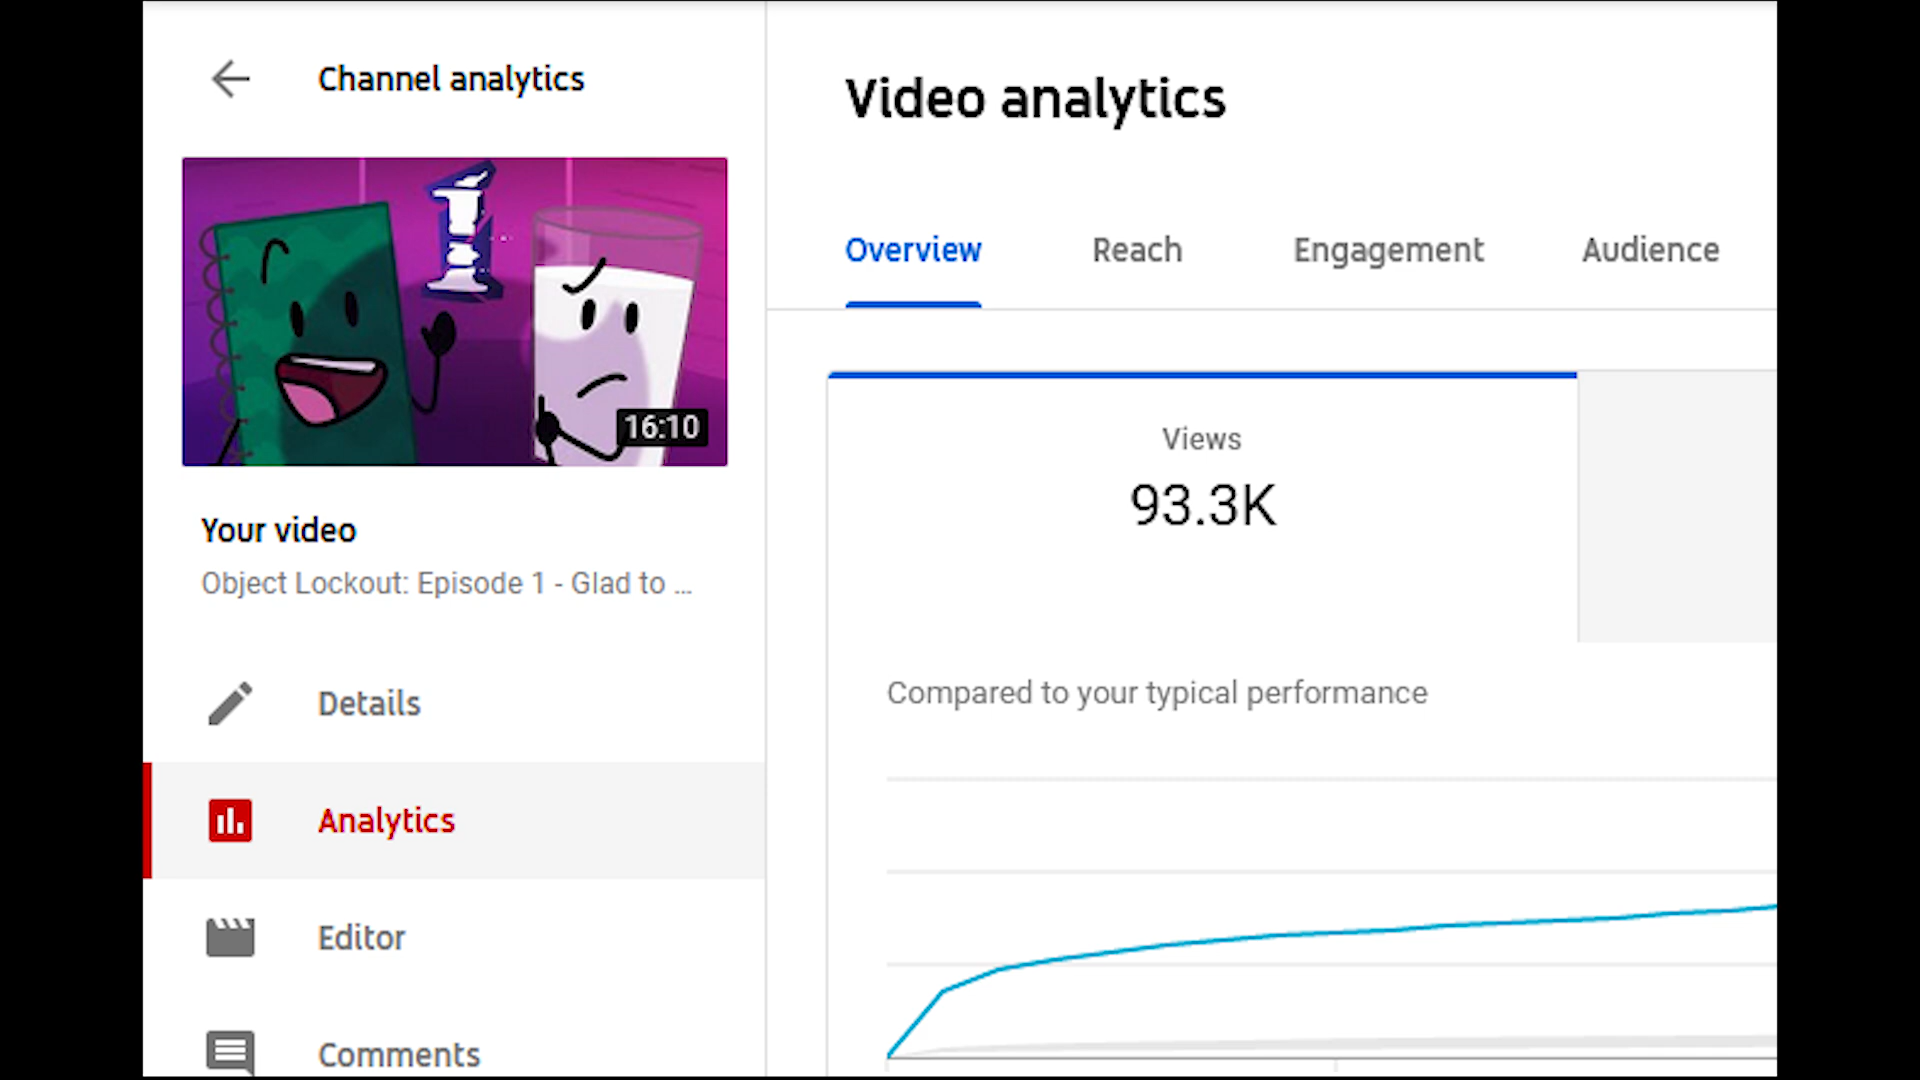 Channel analytics
Video analytics
1
16:10
Your video
Object Lockout: Episode 1 - Glad to ...
Details
Analytics
Editor
Comments
Overview
Reach
Engagement
Audience
Views
93.3K
Compared to your typical performance